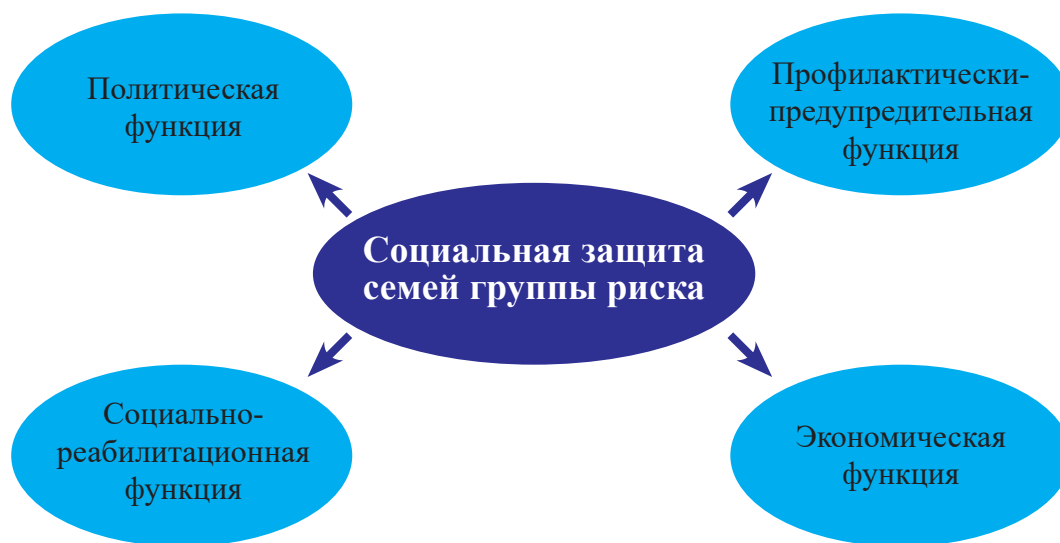 Политическая
функция
Профилактически-
предупредительная
функция
Социальная защита
семей группы риска
Социально-
реабилитационная
функция
Экономическая
функция